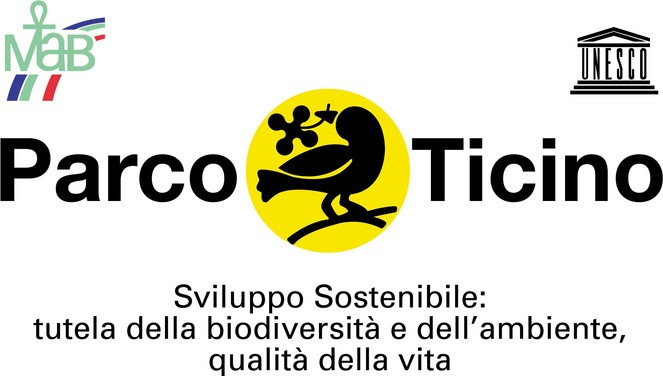 MaB
UNESCO
Parco Ticino
Sviluppo Sostenibile:
tutela della biodiversità e dell'ambiente,
qualità della vita